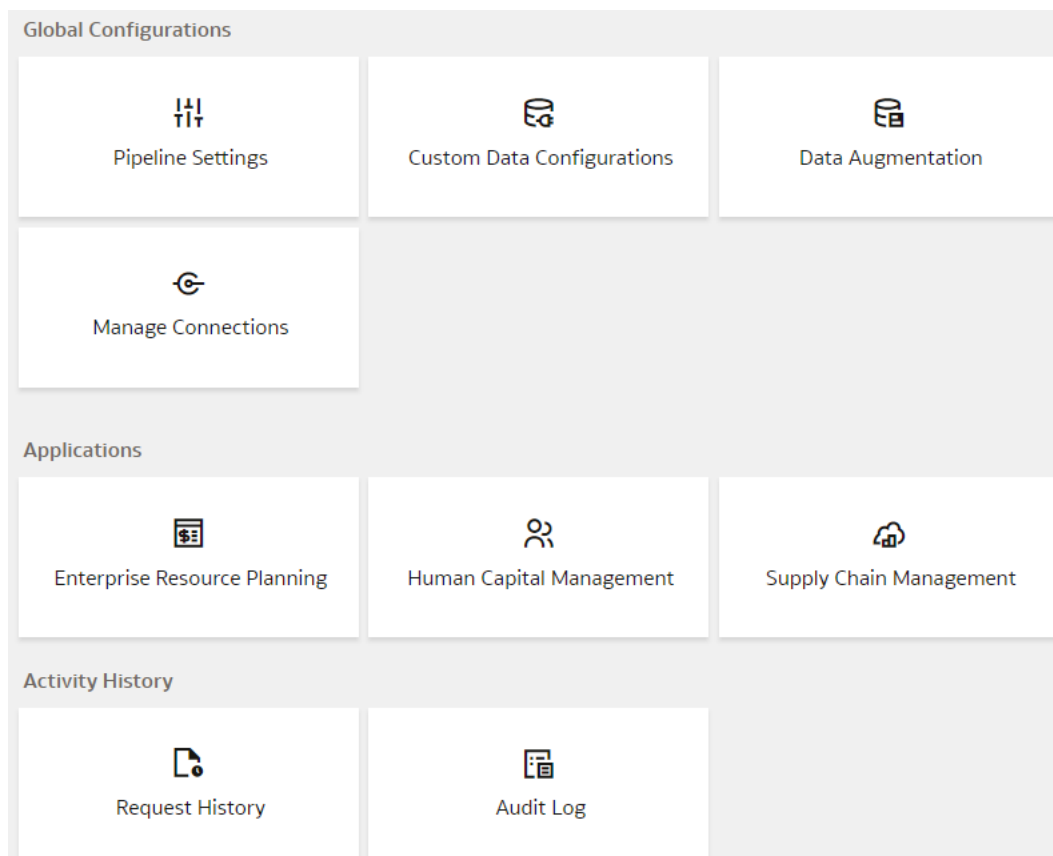 Global Configurations
Pipeline Settings
Custom Data Configurations
Data Augmentation
Manage Connections
Applications
Enterprise Resource Planning
Human Capital Management
Supply Chain Management
Activity History
Request History
Audit Log